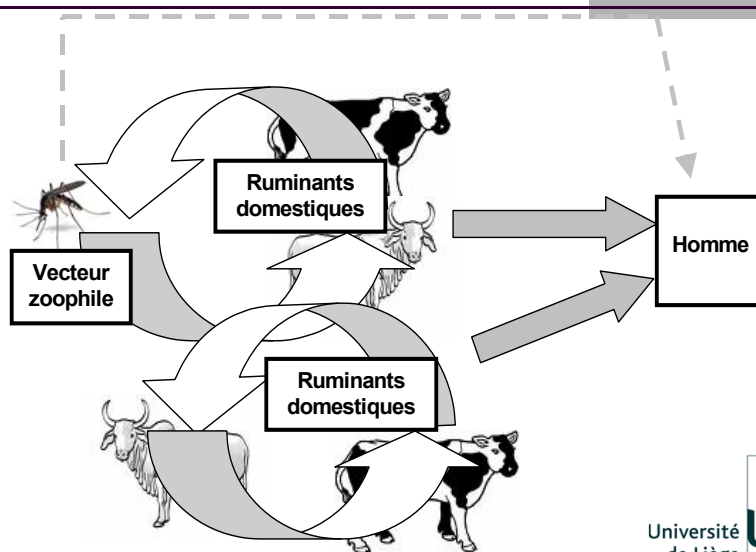 Ruminants
domestiques
Homme
Vecteur
zoophile
Ruminants
domestiques
Université